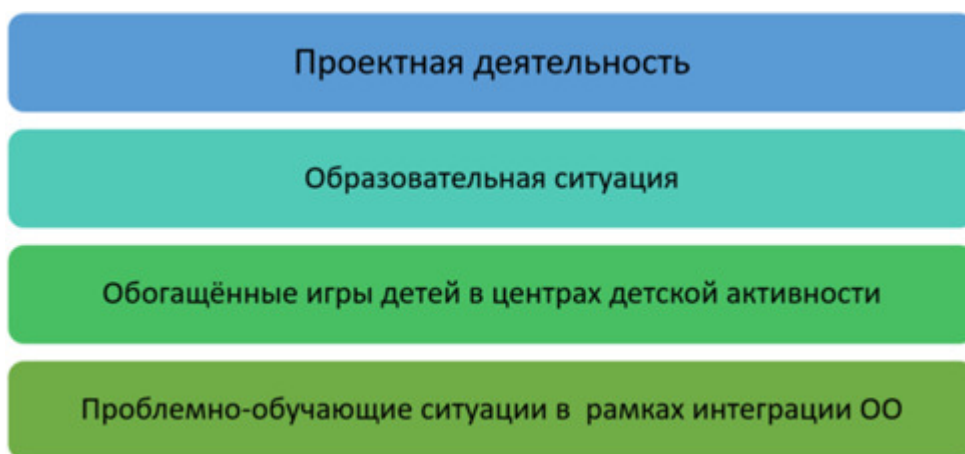 Проектная деятельность
Образовательная ситуация
Обогащённые игры детей в центрах детской активности
Проблемно-обучающие ситуации в рамках интеграции ОО